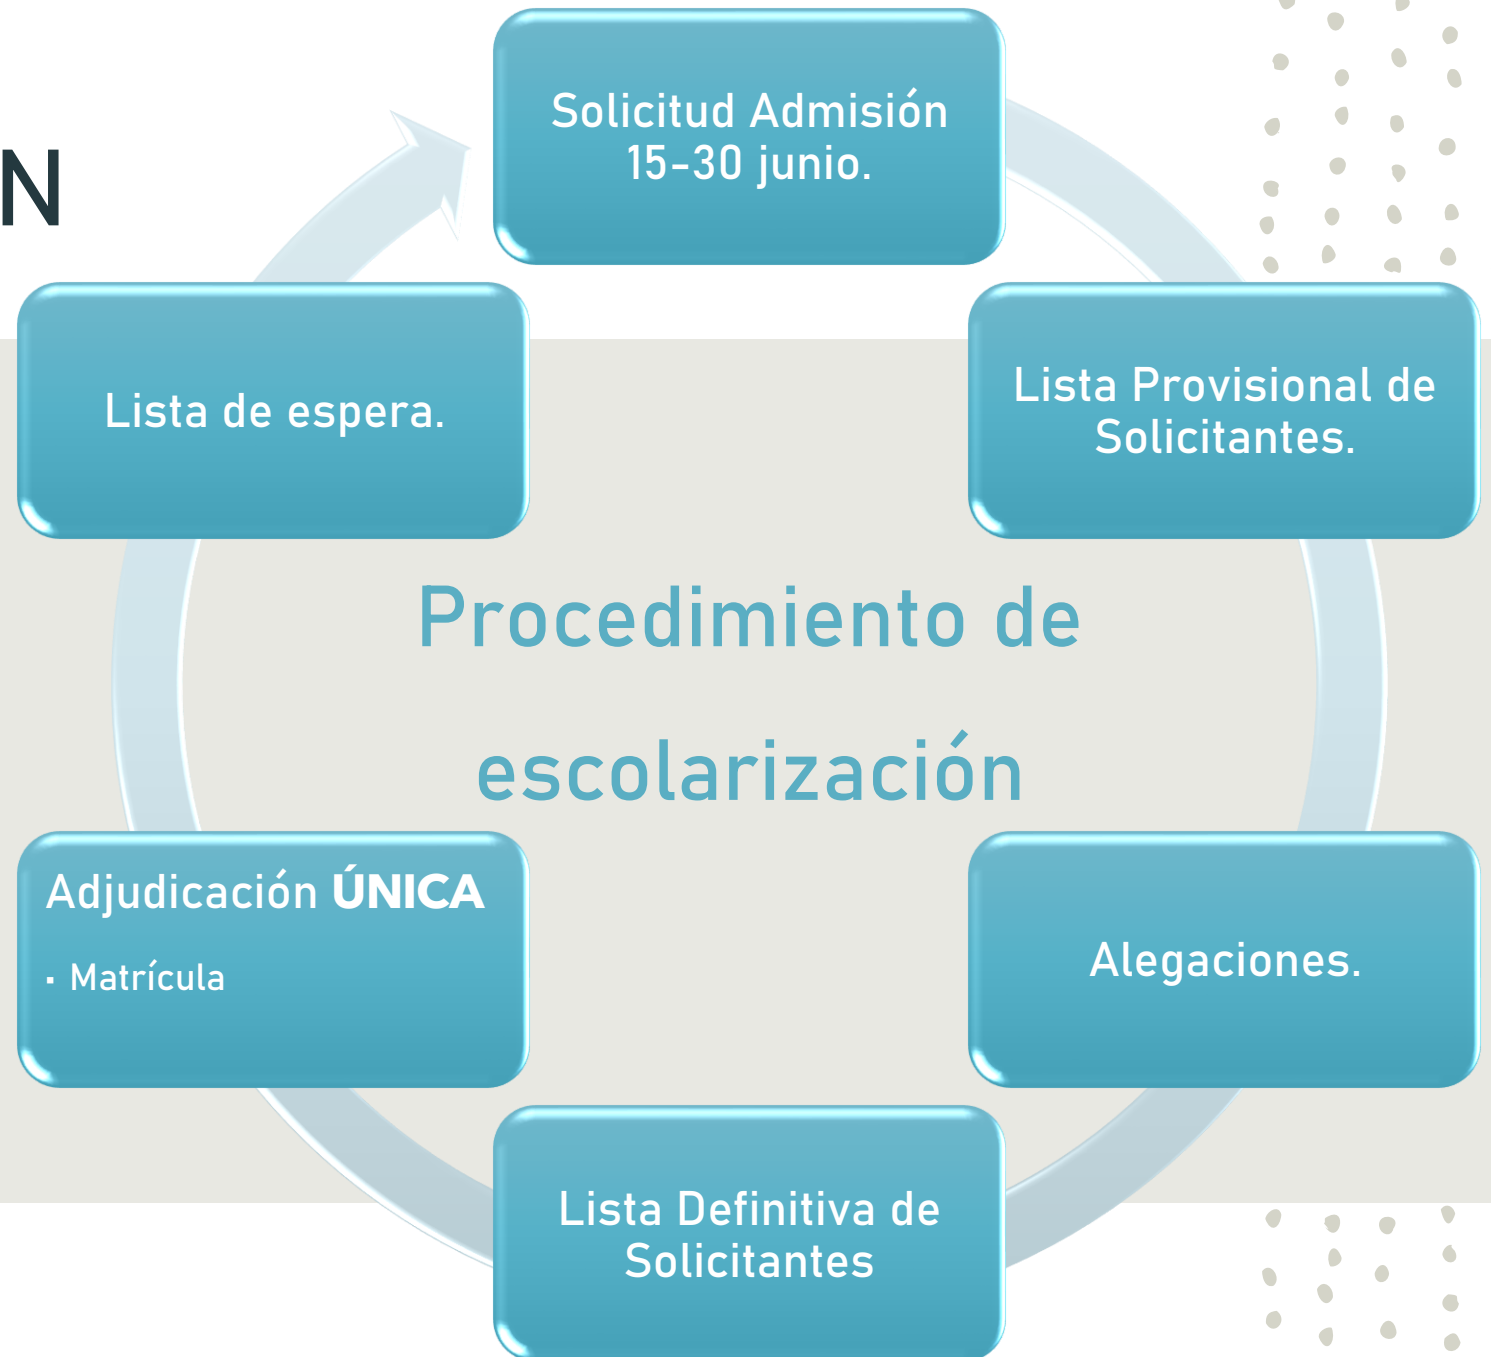 N
Solicitud Admisión
15-30 junio.
Lista Provisional de
Solicitantes.
Alegaciones.
Lista Definitiva de
Solicitantes
Adjudicación ÚNICA
▪ Matrícula
Lista de espera.
Procedimiento de
escolarización